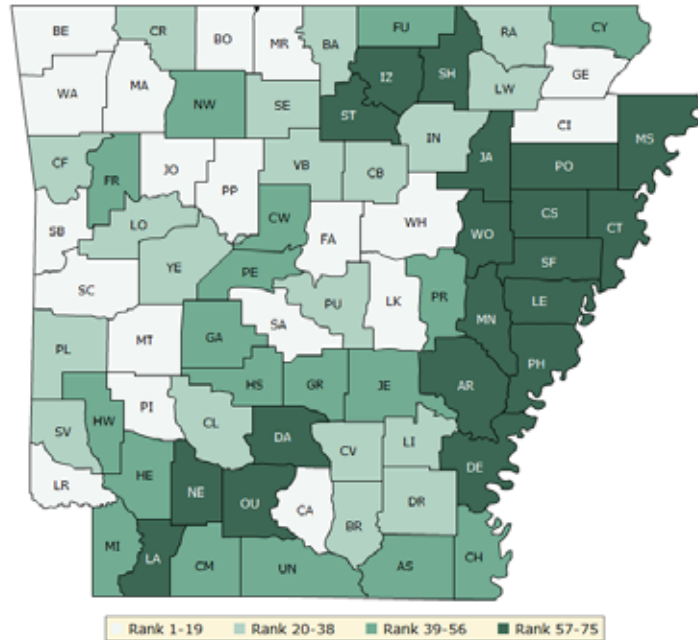 BE CR BO MR BA FU RA CY
IZ SH GE
WA MA NW SE ST LW
CI MS
IN JA
CF FR JO PP VB CB PO
SB LO CW FA WH WO CS CT
YE PE SF
SC PU LK PR LE
SA MN
PL MT GA PH
HS GR JE AR
PI
SV HW CL DA CV LI
HE NE OU DE
LR CA DR
BR
MI LA CM UN AS CH
Rank 1-19 Rank 20-38 Rank 39-56 Rank 57-75